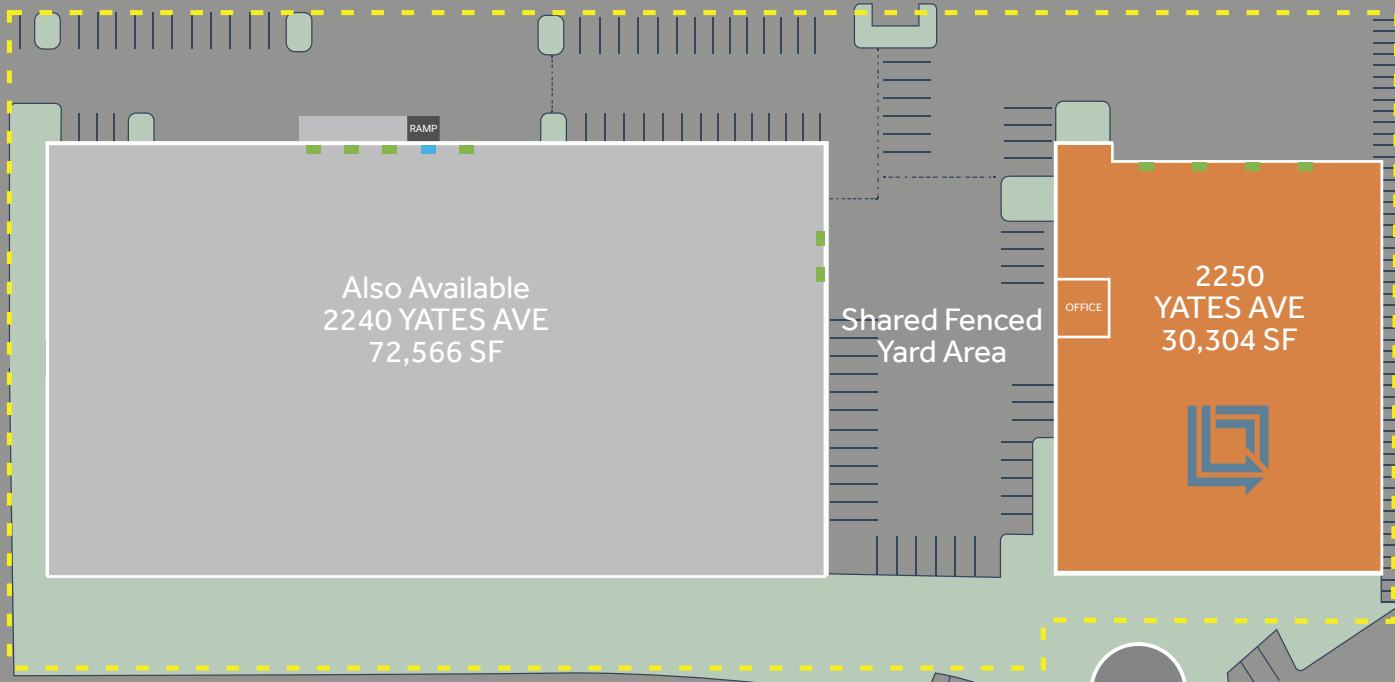 RAMP
Also Available
2240 YATES AVE
72,566 SF
Shared Fenced
Yard Area
OFFICE
2250
YATES AVE
30,304 SF